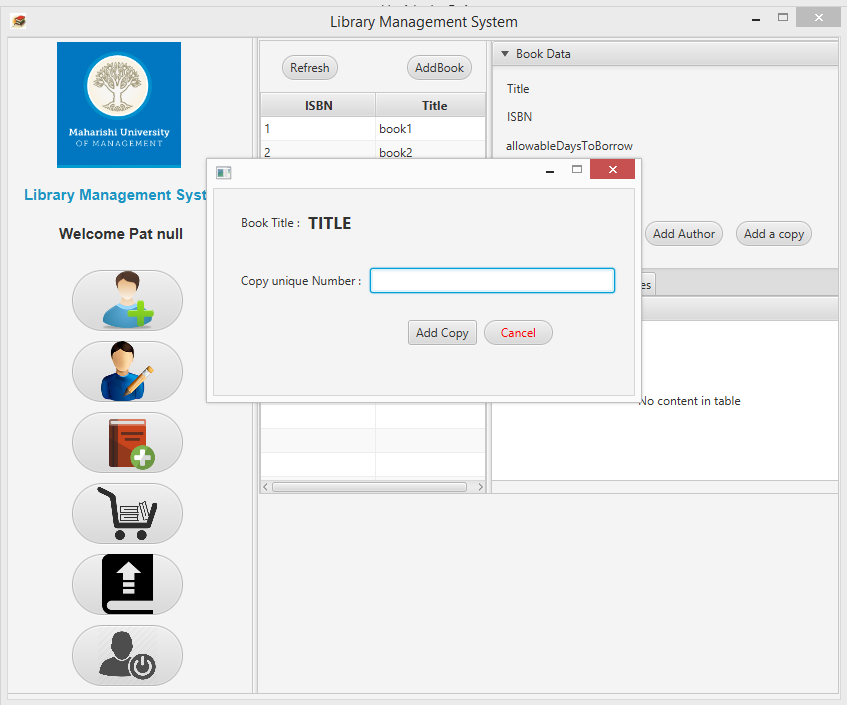 Library Management System
Maharishi University
OF MANAGEMENT
Library Management Syst
Welcome Pat null
Refresh
AddBook
ISBN
Title
1
book1
2
book2
Book Data
Title
ISBN
allowableDaysToBorrow
Add Author
Add a copy
es
No content in table
Book Title :
TITLE
Copy unique Number :
Add Copy
Cancel